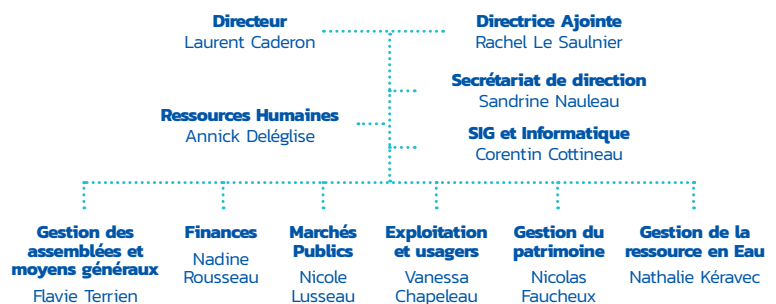 Directeur
Laurent Caderon
Directrice Ajointe
Rachel Le Saulnier
Secrétariat de direction
Sandrine Nauleau
Ressources Humaines
Annick Deléglise
SIG et Informatique
Corentin Cottineau
Gestion des
assemblées et
moyens généraux
Flavie Terrien
Finances
Nadine
Rousseau
Marchés
Publics
Nicole
Lusseau
Exploitation
et usagers
Vanessa
Chapeleau
Gestion du
patrimoine
Nicolas
Faucheux
Gestion de la
ressource en Eau
Nathalie Kéravec